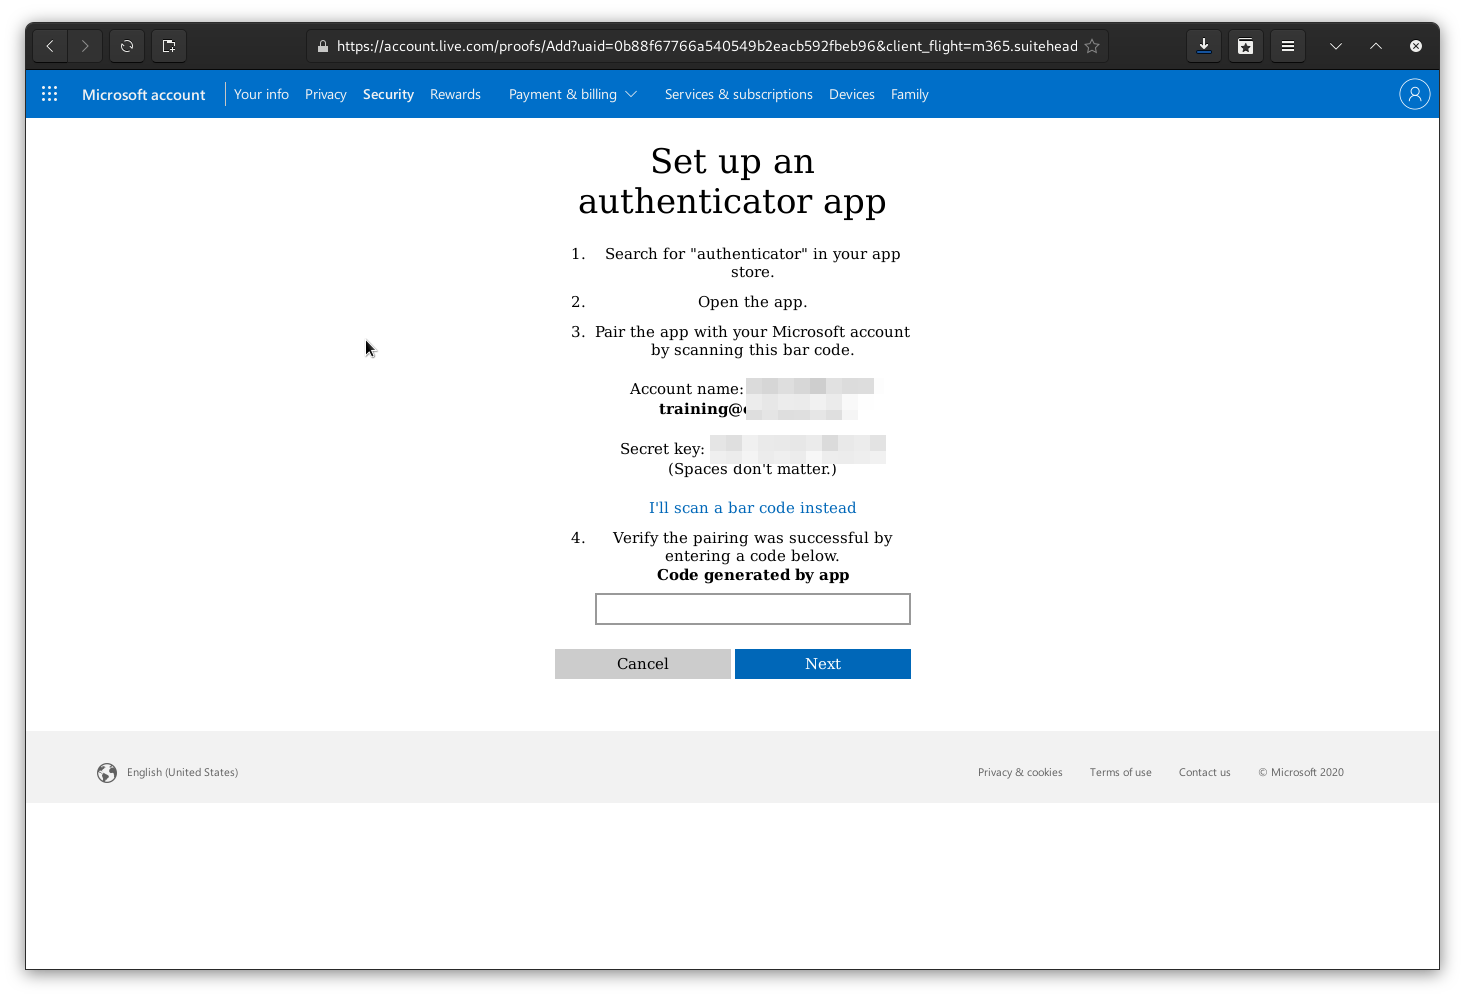 https://account.live.com/proofs/Add?uaid=0b88f67766a540549b2eacb592fbeb96&client_flight=m365.suitehead
Microsoft account Your info Privacy Security Rewards Payment & billing Services & subscriptions Devices Family
Set up an
authenticator app
1. Search for "authenticator" in your app
store.
2. Open the app.
3. Pair the app with your Microsoft account
by scanning this bar code.
Account name:
training@
Secret key:
(Spaces don't matter.)
I'll scan a bar code instead
4. Verify the pairing was successful by
entering a code below.
Code generated by app
Cancel Next
English (United States) Privacy & cookies Terms of use Contact us © Microsoft 2020